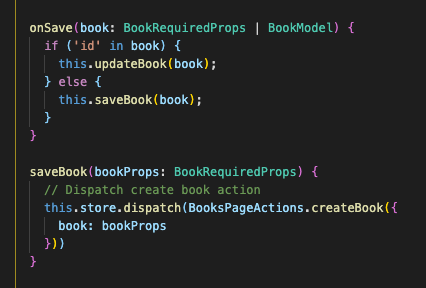 onSave(book: BookRequiredProps | BookModel) {
  if ('id' in book) {
    this.updateBook(book);
  } else {
    this.saveBook(book);
  }
}

saveBook(bookProps: BookRequiredProps) {
  // Dispatch create book action
  this.store.dispatch(BooksPageActions.createBook({
    book: bookProps
  }))
}